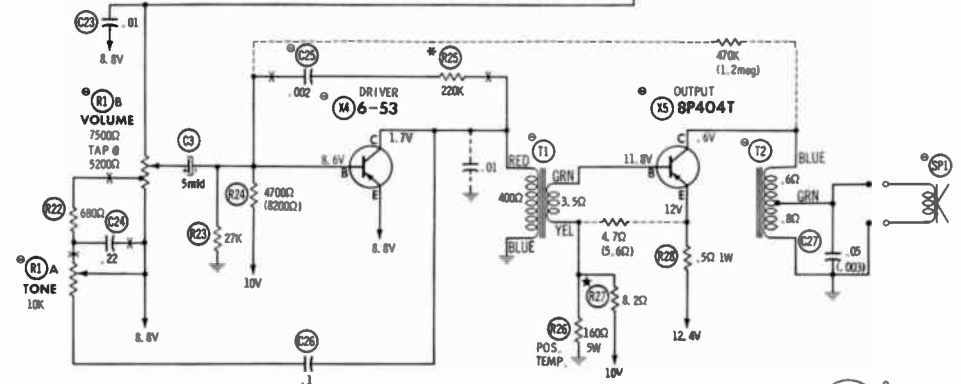 C23 .01
8.8V
R1 B
VOLUME
7500Ω
TAP @
5200Ω
C3
5mfd
R22 680Ω
C24
.22
R1 A
TONE
10K
8.8V
C26
.1
C25
.002
* R25
220K
DRIVER
X4 6-53
C 1.7V
8.6V B
E
8.8V
R24 4700Ω
(8200Ω)
R23 27K
10V
.01
RED
T1
400Ω
BLUE
GRN
3.5Ω
YEL
470K
(1.2meg)
OUTPUT
X5 8P404T
C .6V
11.8V B
E
12V
4.7Ω
(5.6Ω)
R28 .5Ω 1W
12.4V
★ R27 8.2Ω
R26 160Ω
5W
POS.
TEMP.
10V
T2
BLUE
.6Ω
GRN
.8Ω
C27 .05
(.003)
SP1